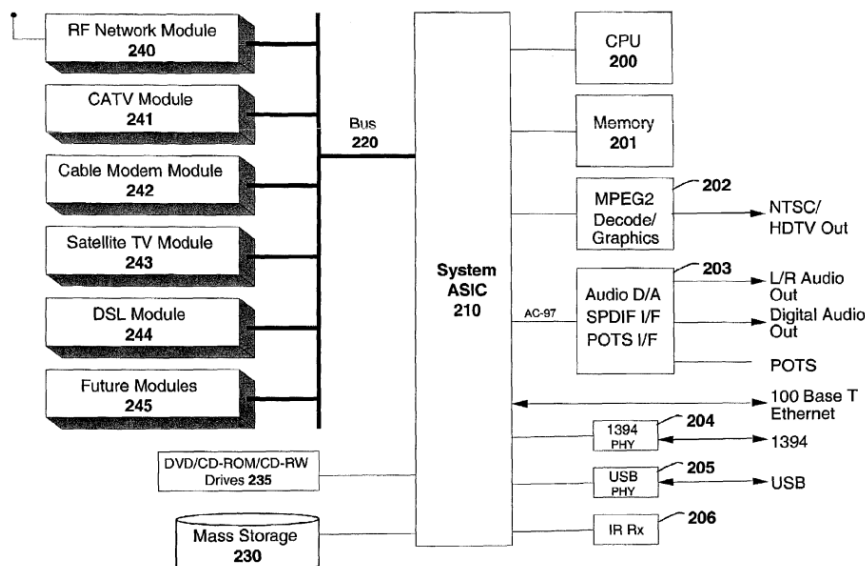 RF Network Module
240
CATV Module
241
Cable Modem Module
242
Satellite TV Module
243
DSL Module
244
Future Modules
245
DVD/CD-ROM/CD-RW
Drives 235
Mass Storage
230
Bus
220
System
ASIC
210
CPU
200
Memory
201
202
MPEG2
Decode/
Graphics
NTSC/
HDTV Out
203
Audio D/A
SPDIF I/F
POTS I/F
AC-97
L/R Audio
Out
Digital Audio
Out
POTS
100 Base T
Ethernet
204
1394
PHY
1394
205
USB
PHY
USB
206
IR Rx